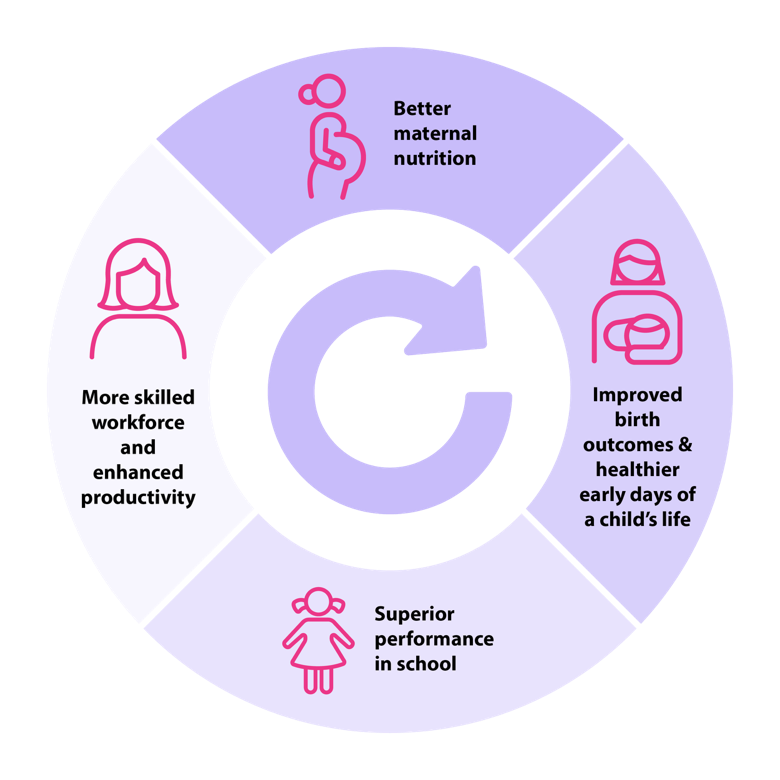 Better
maternal
nutrition
Improved
birth
outcomes &
healthier
early days of
a child’s life
Superior
performance
in school
More skilled
workforce
and
enhanced
productivity